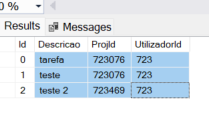 0 %
Results Messages
Id Descricao ProjId UtilizadorId
0 tarefa 723076 723
1 teste 723076 723
2 teste 2 723469 723